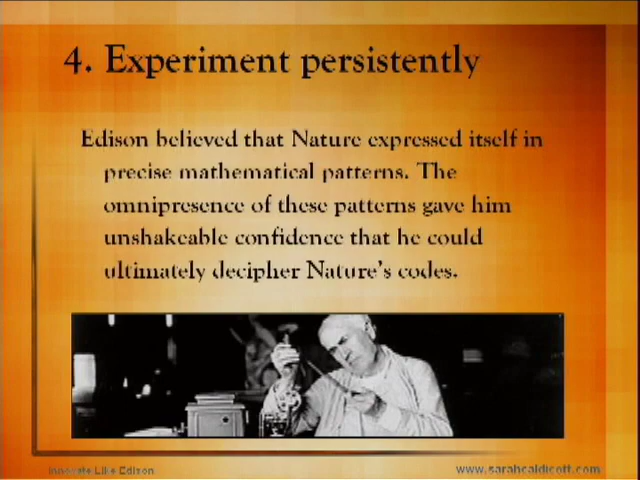 4. Experiment persistently
Edison believed that Nature expressed itself in
precise mathematical patterns. The
omnipresence of these patterns gave him
unshakeable confidence that he could
ultimately decipher Nature's codes.
Innovate Like Edison
www.sarahcaldicott.com